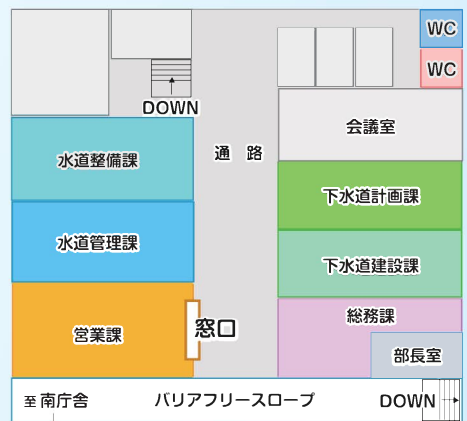 WC
WC
DOWN
会議室
通 路
水道整備課
下水道計画課
水道管理課
下水道建設課
総務課
窓口
営業課
部長室
至 南庁舎 バリアフリースロープ DOWN